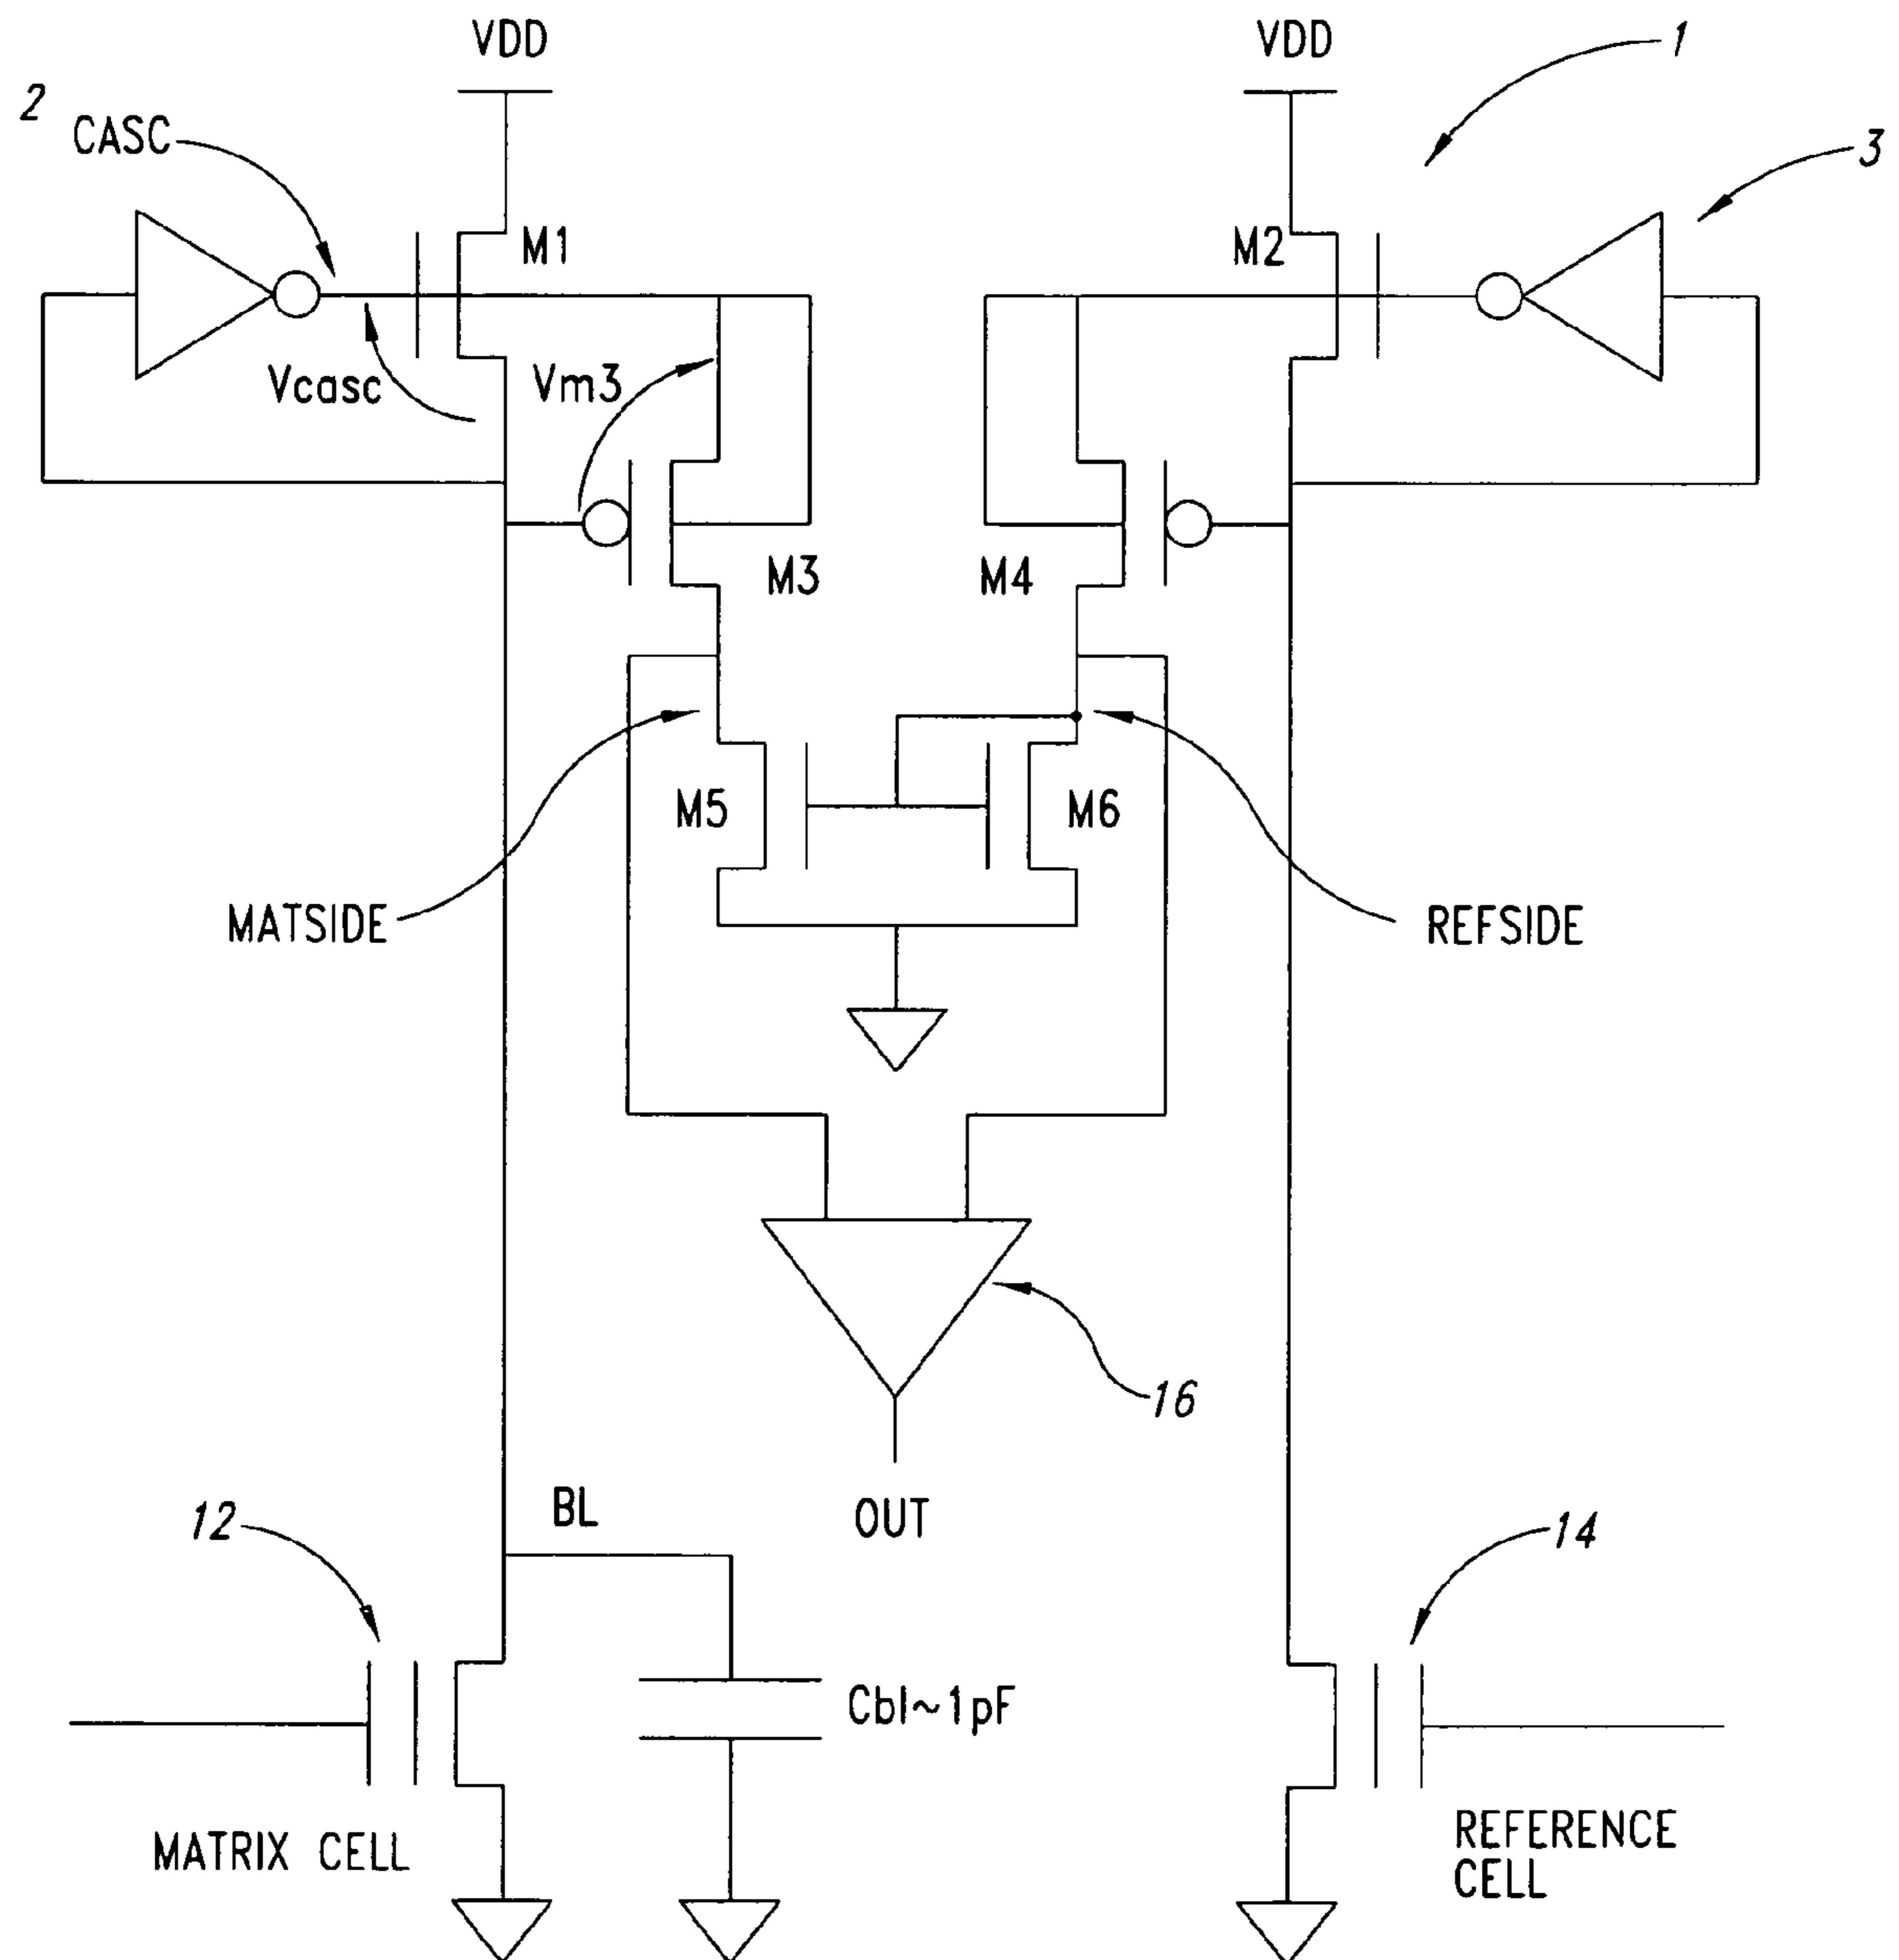 VDD
VDD
1
2
CASC
3
M1
M2
Vcasc
Vm3
M3
M4
M5
M6
MATSIDE
REFSIDE
16
OUT
BL
12
14
Cbl~1pF
MATRIX CELL
REFERENCE
CELL